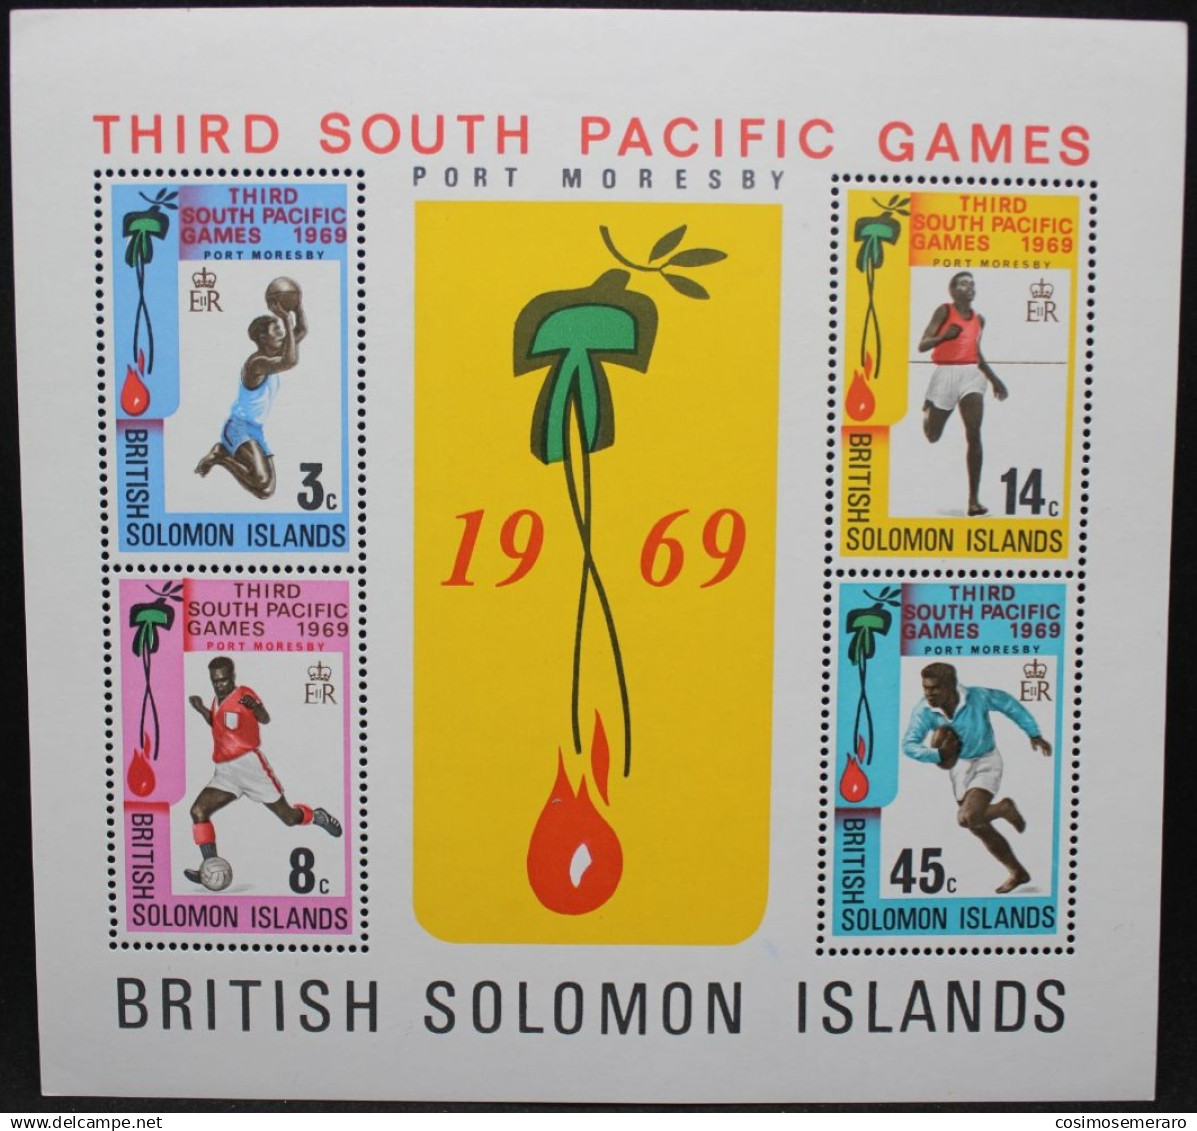 THIRD SOUTH PACIFIC GAMES
PORT MORESBY
THIRD
SOUTH PACIFIC
GAMES 1969
PORT MORESBY
EIIR
3c
BRITISH
SOLOMON ISLANDS
THIRD
SOUTH PACIFIC
GAMES 1969
PORT MORESBY
EIIR
8c
BRITISH
SOLOMON ISLANDS
19 69
THIRD
SOUTH PACIFIC
GAMES 1969
PORT MORESBY
EIIR
14c
BRITISH
SOLOMON ISLANDS
THIRD
SOUTH PACIFIC
GAMES 1969
PORT MORESBY
EIIR
45c
BRITISH
SOLOMON ISLANDS
BRITISH SOLOMON ISLANDS
delcampe.net
cosimosemeraro